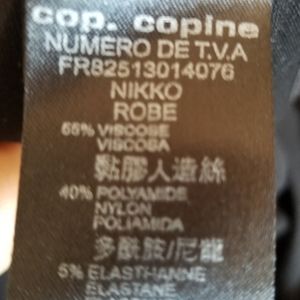 cop. copine
NUMERO DE T.V.A
FR82513014076
NIKKO
ROBE
55% VISCOSE
VISCOSA
黏膠人造絲
40% POLYAMIDE
NYLON
POLIAMIDA
多酰胺/尼龍
5% ELASTHANNE
ELASTANE